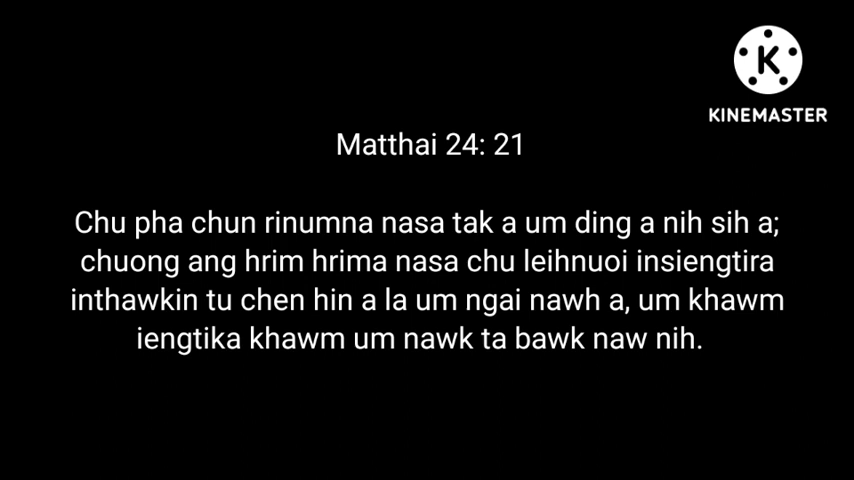 KINEMASTER
Matthai 24: 21
Chu pha chun rinumna nasa tak a um ding a nih sih a;
chuong ang hrim hrima nasa chu leihnuoi insiengtira
inthawkin tu chen hin a la um ngai nawh a, um khawm
iengtika khawm um nawk ta bawk naw nih.